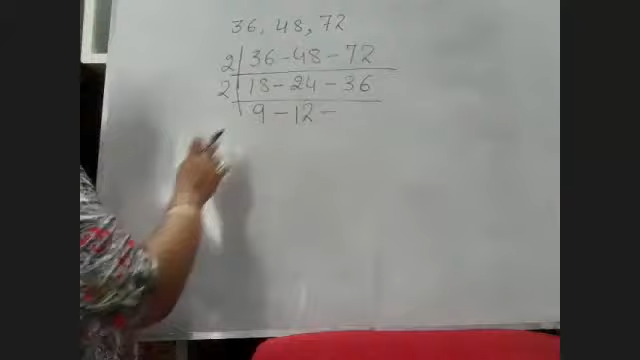 36, 48, 72
2 | 36 - 48 - 72
2 | 18 - 24 - 36
9 - 12 -